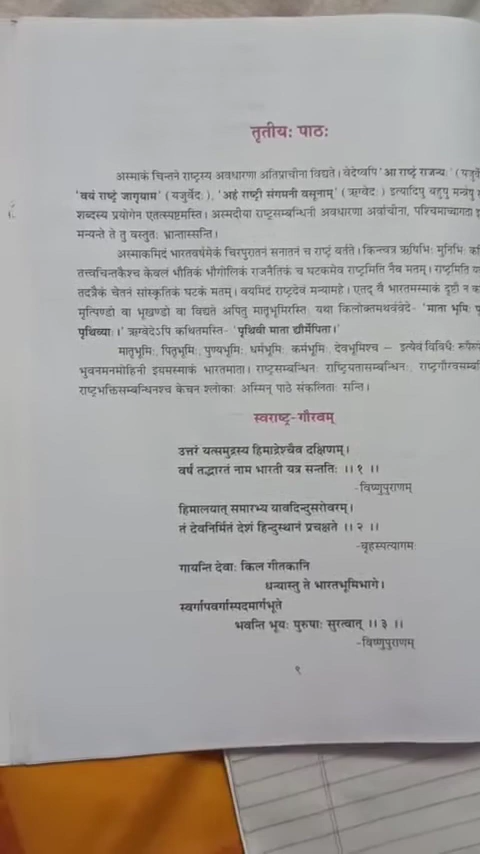 तृतीयः पाठः
अस्माकं चिन्तने राष्ट्रस्य अवधारणा अतिप्राचीना विद्यते। वेदेष्वपि 'आ राष्ट्रं राजन्यः'
'वयं राष्ट्रं जागृयाम' (यजुर्वेदः), 'अहं राष्ट्री संगमनी वसूनाम्' (ऋग्वेदः) इत्यादिषु बहुषु मन्त्रेषु
शब्दस्य प्रयोगेन एतत्स्पष्टमस्ति। अस्मदीया राष्ट्रसम्बन्धिनी अवधारणा अर्वाचीना, पश्चिमाच्चागता
मन्यन्ते ते तु वस्तुतः भ्रान्तास्सन्ति।
अस्माकमिदं भारतवर्षमेकं चिरपुरातनं सनातनं च राष्ट्रं वर्तते। किन्त्वत्र ऋषिभिः मुनिभिः
तत्त्वचिन्तकैश्च केवलं भौतिकं भौगोलिकं राजनैतिकं च घटकमेव राष्ट्रमिति नैव मतम्। राष्ट्रमिति
तदत्रैकं चेतनं सांस्कृतिकं घटकं मतम्। वयमिदं राष्ट्रदेवं मन्यामहे। एतद् वै भारतमस्माकं दृष्टौ न
मृत्पिण्डो वा भूखण्डो वा विद्यते अपितु मातृभूमिरस्ति, यथा किलोक्तमथर्ववेदे- 'माता भूमिः
पृथिव्याः।' ऋग्वेदेऽपि कथितमस्ति- 'पृथिवी माता द्यौर्मेपिता।'
मातृभूमिः, पितृभूमिः, पुण्यभूमिः धर्मभूमिः कर्मभूमिः, देवभूमिश्च – इत्येवं विविधैः
भुवनमनमोहिनी इयमस्माकं भारतमाता। राष्ट्रसम्बन्धिनः, राष्ट्रियतासम्बन्धिनः,
राष्ट्रभक्तिसम्बन्धिनश्च केचन श्लोकाः अस्मिन् पाठे संकलिताः सन्ति।
स्वराष्ट्र-गौरवम्
उत्तरं यत्समुद्रस्य हिमाद्रेश्चैव दक्षिणम्।
वर्षं तद्भारतं नाम भारती यत्र सन्ततिः ।। १ ।।
-विष्णुपुराणम्
हिमालयात् समारभ्य यावदिन्दुसरोवरम्।
तं देवनिर्मितं देशं हिन्दुस्थानं प्रचक्षते ।। २ ।।
-बृहस्पत्यागमः
गायन्ति देवाः किल गीतकानि
धन्यास्तु ते भारतभूमिभागे।
स्वर्गापवर्गास्पदमार्गभूते
भवन्ति भूयः पुरुषाः सुरत्वात् ।। ३ ।।
-विष्णुपुराणम्
९